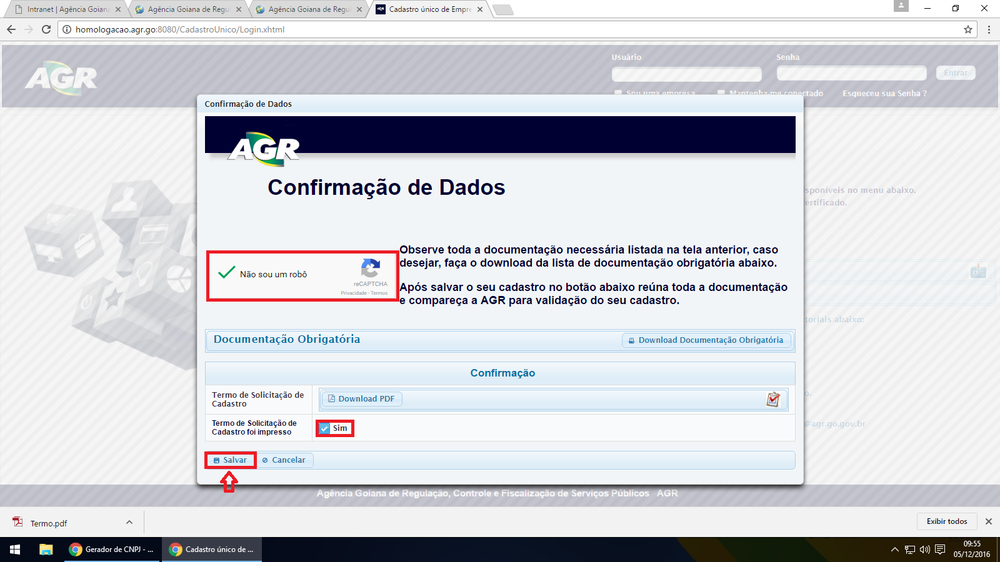 Intranet | Agência Goiana
Agência Goiana de Regul
Agência Goiana de Regul
Cadastro único de Empre
homologacao.agr.go:8080/CadastroUnico/Login.xhtml
AGR
Usuário
Senha
Entrar
Sou uma empresa
Mantenha-me conectado
Esqueceu sua Senha ?
Confirmação de Dados
AGR
Confirmação de Dados
sponíveis no menu abaixo.
ertificado.
Não sou um robô
reCAPTCHA
Privacidade - Termos
Observe toda a documentação necessária listada na tela anterior, caso
desejar, faça o download da lista de documentação obrigatória abaixo.
Após salvar o seu cadastro no botão abaixo reúna toda a documentação
e compareça a AGR para validação do seu cadastro.
toriais abaixo:
Documentação Obrigatória
Download Documentação Obrigatória
Confirmação
Termo de Solicitação de
Cadastro
Download PDF
o.
Termo de Solicitação de
Cadastro foi impresso
Sim
@agr.go.gov.br
Salvar
Cancelar
Agência Goiana de Regulação, Controle e Fiscalização de Serviços Públicos AGR
Termo.pdf
Exibir todos
Gerador de CNPJ - ...
Cadastro único de ...
09:55
05/12/2016